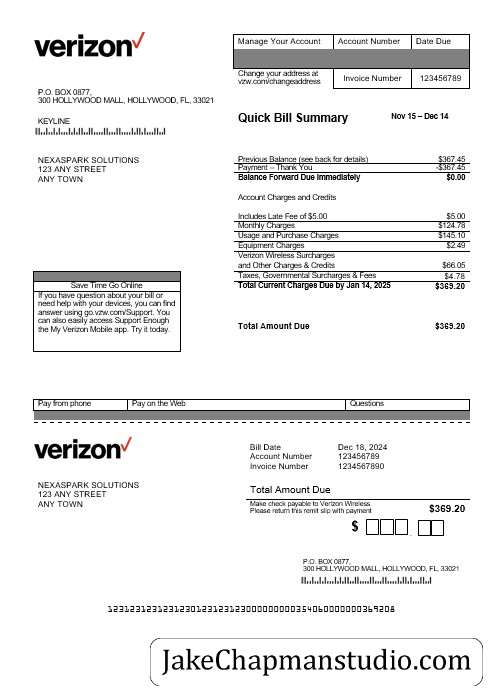 verizon
Manage Your Account Account Number Date Due
Change your address at
vzw.com/changeaddress
Invoice Number 123456789
P.O. BOX 0877,
300 HOLLYWOOD MALL, HOLLYWOOD, FL, 33021
KEYLINE
Quick Bill Summary Nov 15 – Dec 14
NEXASPARK SOLUTIONS
123 ANY STREET
ANY TOWN
Previous Balance (see back for details) $367.45
Payment – Thank You -$367.45
Balance Forward Due Immediately $0.00
Account Charges and Credits
Includes Late Fee of $5.00 $5.00
Monthly Charges $124.78
Usage and Purchase Charges $145.10
Equipment Charges $2.49
Verizon Wireless Surcharges
and Other Charges & Credits $66.05
Taxes, Governmental Surcharges & Fees $4.78
Total Current Charges Due by Jan 14, 2025 $369.20
Total Amount Due $369.20
Save Time Go Online
If you have question about your bill or
need help with your devices, you can find
answer using go.vzw.com/Support. You
can also easily access Support Enough
the My Verizon Mobile app. Try it today.
Pay from phone Pay on the Web Questions
verizon
Bill Date Dec 18, 2024
Account Number 123456789
Invoice Number 1234567890
NEXASPARK SOLUTIONS
123 ANY STREET
ANY TOWN
Total Amount Due
Make check payable to Verizon Wireless.
Please return this remit slip with payment
$369.20
$ .
P.O. BOX 0877,
300 HOLLYWOOD MALL, HOLLYWOOD, FL, 33021
JakeChapmanstudio.com